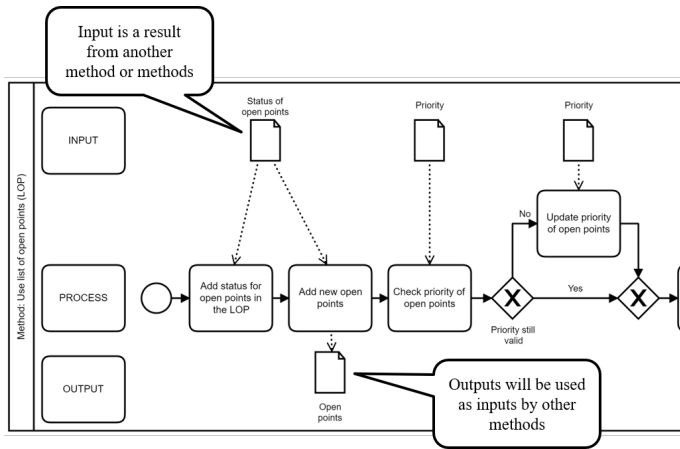 Input is a result
from another
method or methods
Status of
open points
Priority
Priority
INPUT
Method: Use list of open points (LOP)
No
Update priority
of open points
PROCESS
Add status for
open points in
the LOP
Add new open
points
Check priority of
open points
Yes
Priority still
valid
OUTPUT
Open
points
Outputs will be used
as inputs by other
methods